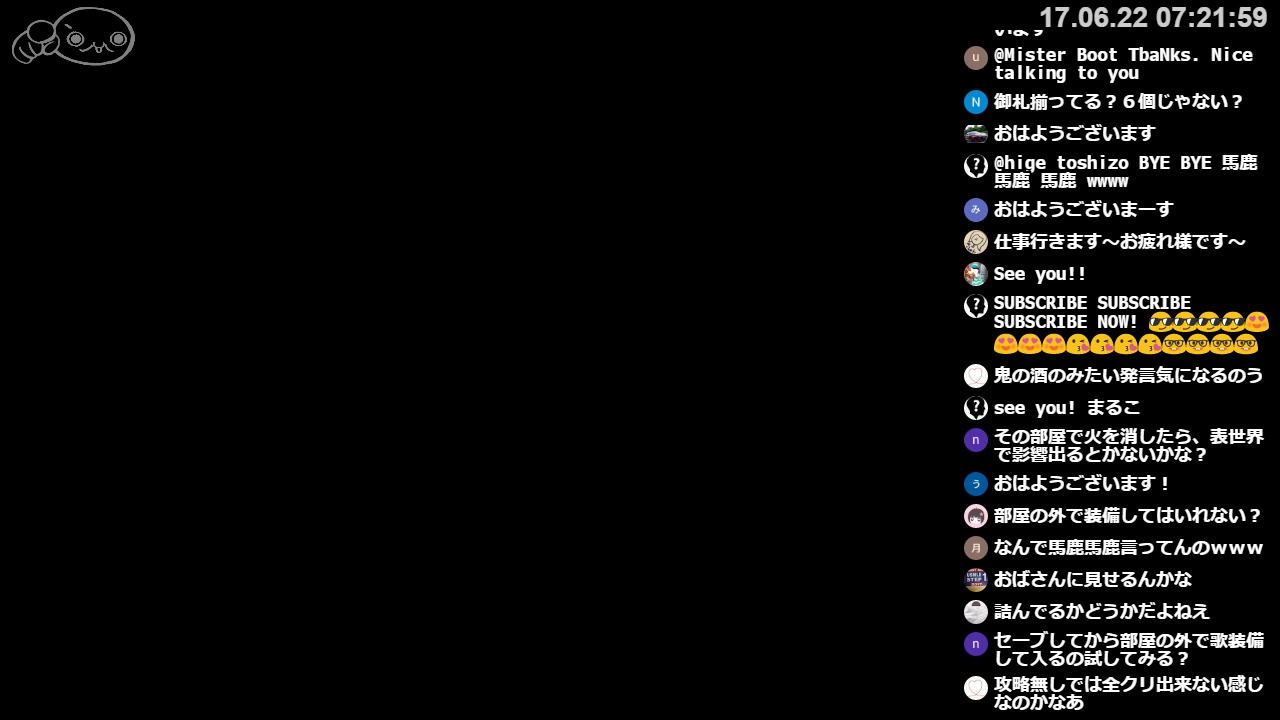 17.06.22 07:21:59
います
@Mister Boot TbaNks. Nice
talking to you
御札揃ってる？６個じゃない？
おはようございます
@hige toshizo BYE BYE 馬鹿
馬鹿 馬鹿 wwww
おはようございまーす
仕事行きます～お疲れ様です～
See you!!
SUBSCRIBE SUBSCRIBE
SUBSCRIBE NOW! 😎😎😎😎😍
😍😍😍😘😘😘😘🤓🤓🤓🤓
鬼の酒のみたい発言気になるのう
see you! まるこ
その部屋で火を消したら、表世界
で影響出るとかないかな？
おはようございます！
部屋の外で装備してはいれない？
なんで馬鹿馬鹿言ってんのｗｗｗ
おばさんに見せるんかな
詰んでるかどうかだよねえ
セーブしてから部屋の外で歌装備
して入るの試してみる？
攻略無しでは全クリ出来ない感じ
なのかなあ